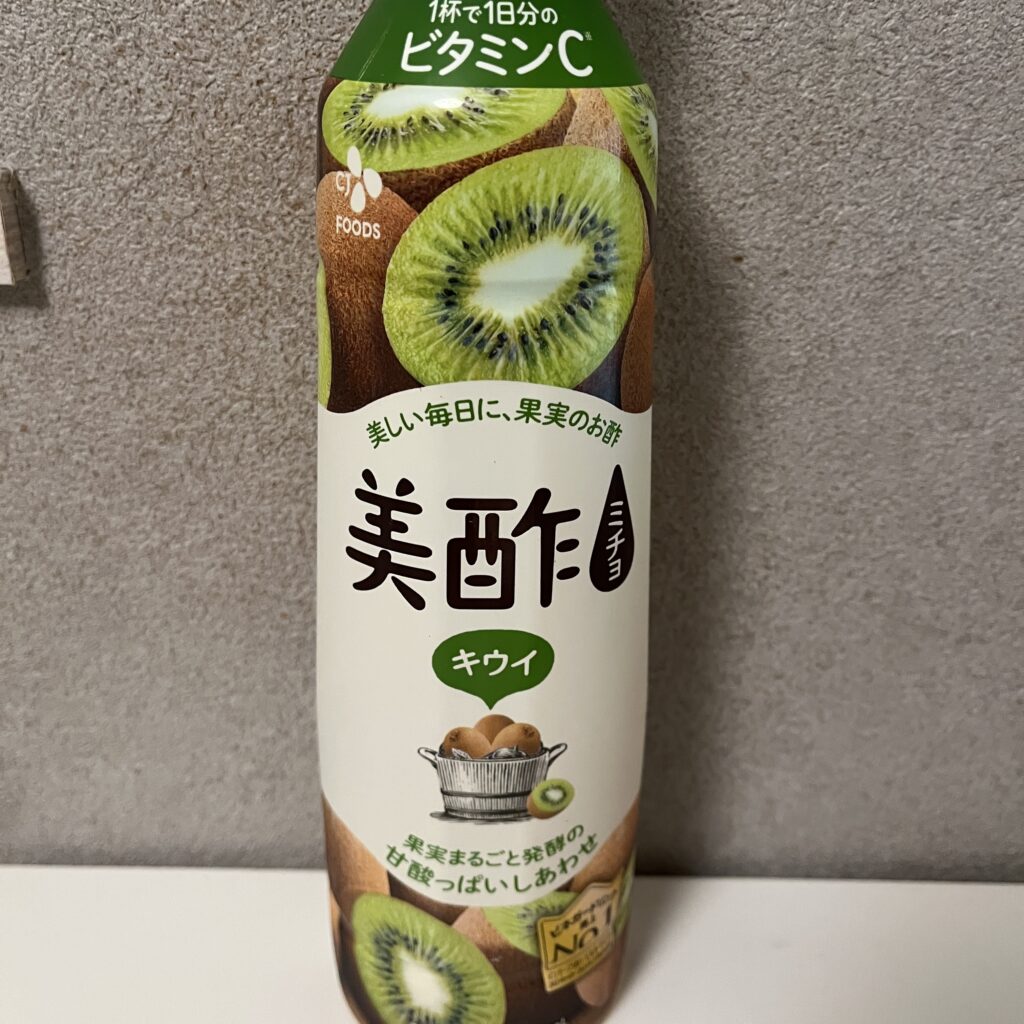 1杯で1日分の
ビタミンC※
CJ
FOODS
美しい毎日に、果実のお酢
美酢
ミチョ
キウイ
果実まるごと発酵の
甘酸っぱいしあわせ
No.1